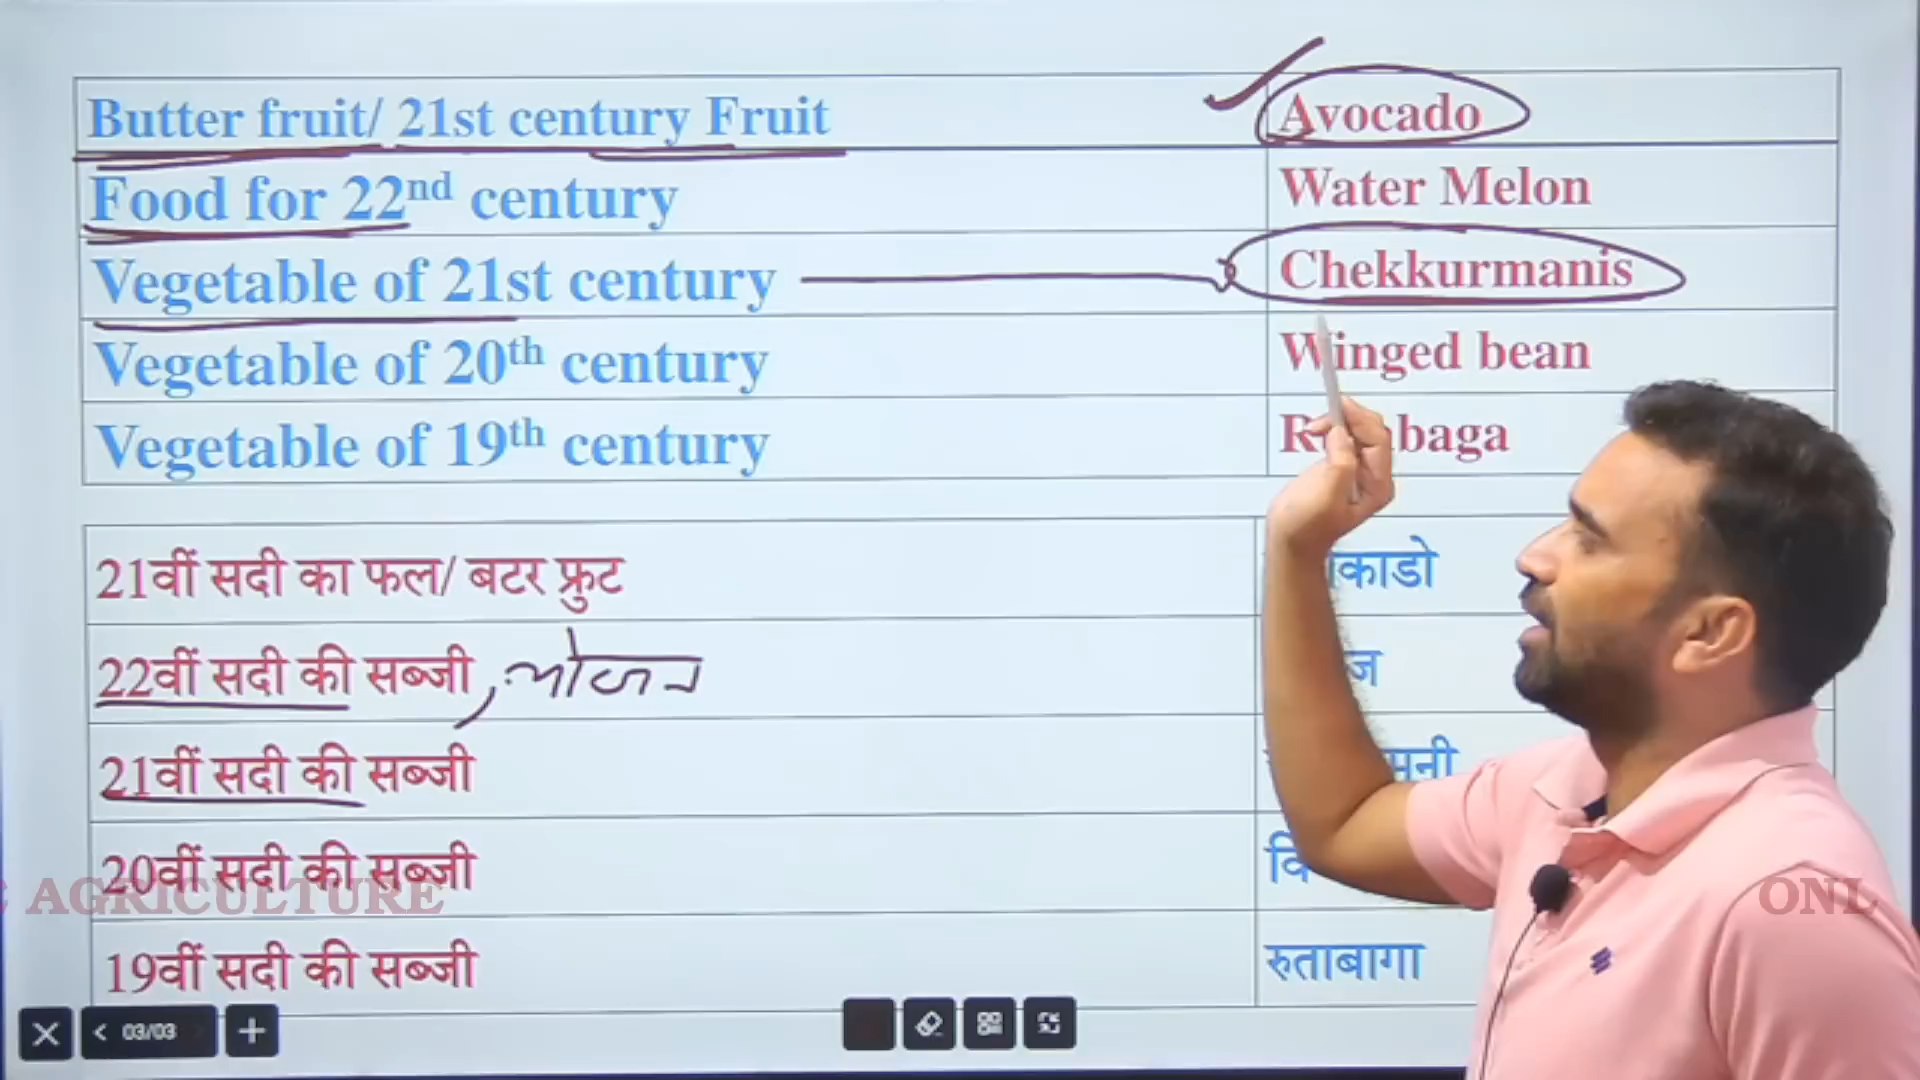 Butter fruit/ 21st century Fruit Avocado
Food for 22nd century Water Melon
Vegetable of 21st century Chekkurmanis
Vegetable of 20th century Winged bean
Vegetable of 19th century
21वीं सदी का फल/ बटर फ्रुट
22वीं सदी की सब्जी, भोजन
21वीं सदी की सब्जी
20वीं सदी की सब्जी
AGRICULTURE ONL
19वीं सदी की सब्जी रुताबागा
03/03